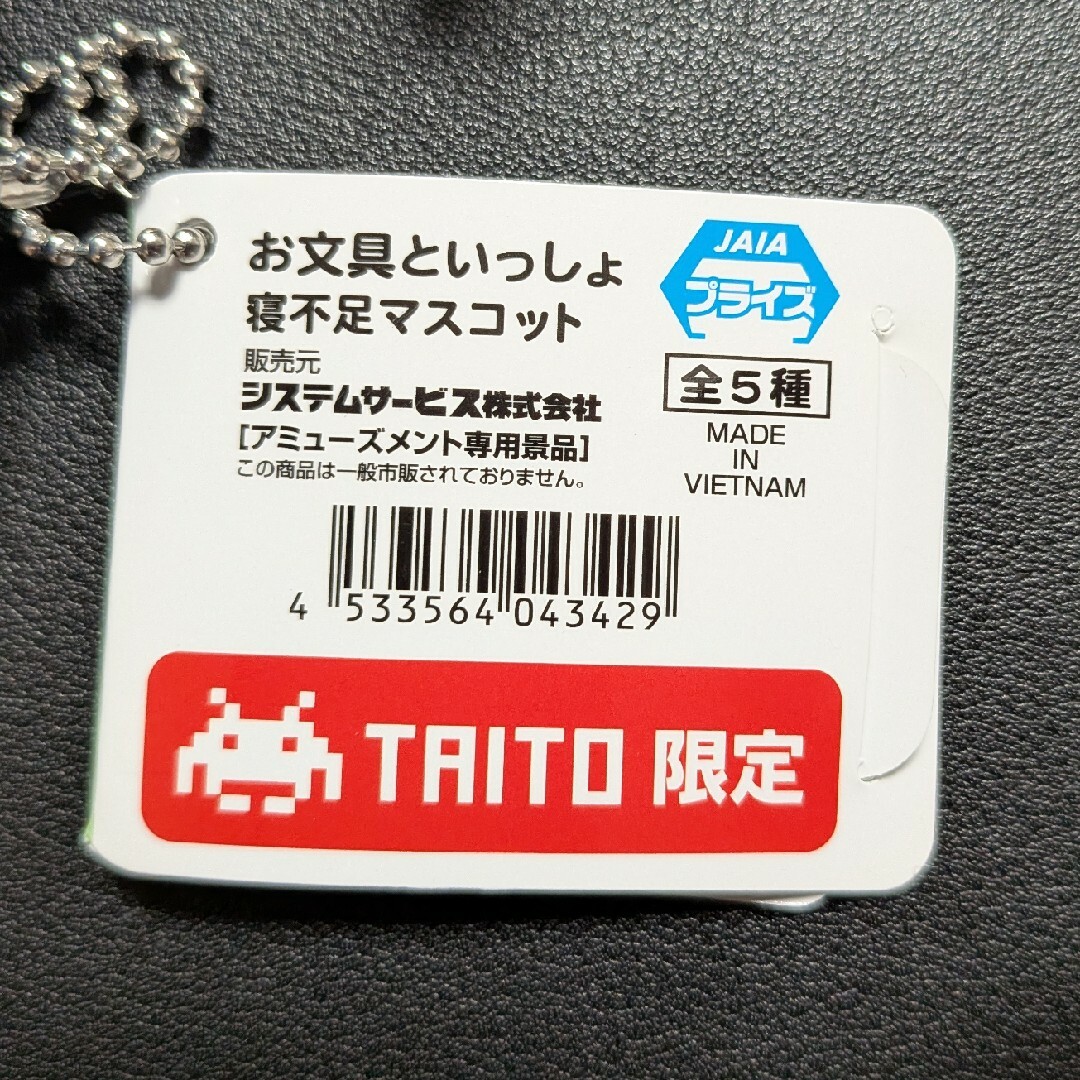 お文具といっしょ
寝不足マスコット
販売元
システムサービス株式会社
[アミューズメント専用景品]
この商品は一般市販されておりません。
JAIA
プライズ
全5種
MADE
IN
VIETNAM
4 533564 043429
TAITO 限定